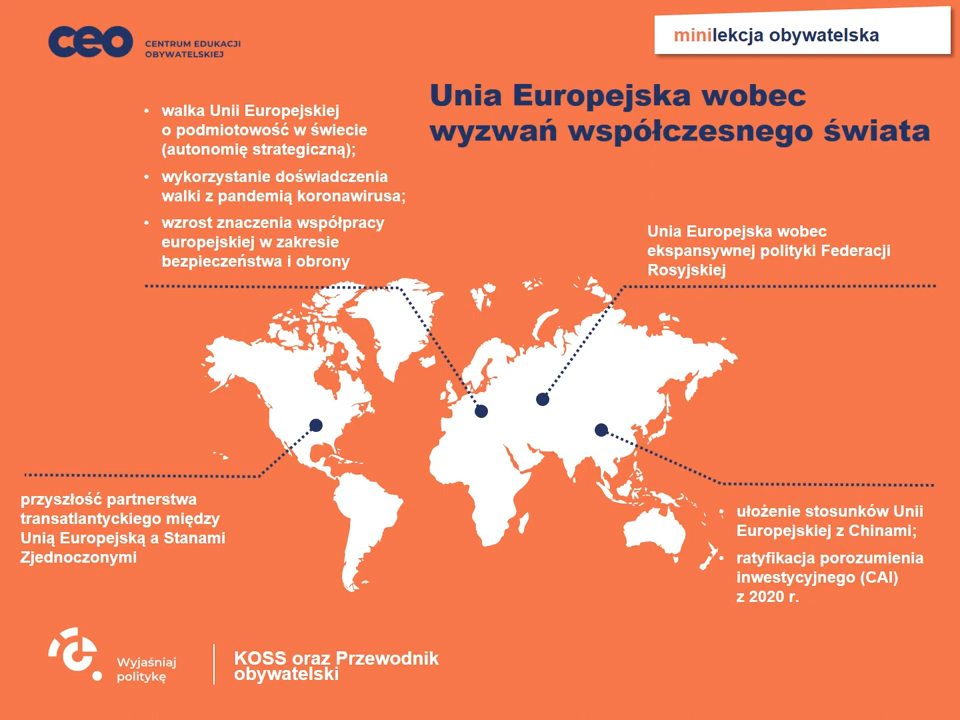 ceo
CENTRUM EDUKACJI
OBYWATELSKIEJ
minilekcja obywatelska
Unia Europejska wobec
wyzwań współczesnego świata
• walka Unii Europejskiej
o podmiotowość w świecie
(autonomię strategiczną);
• wykorzystanie doświadczenia
walki z pandemią koronawirusa;
• wzrost znaczenia współpracy
europejskiej w zakresie
bezpieczeństwa i obrony
Unia Europejska wobec
ekspansywnej polityki Federacji
Rosyjskiej
przyszłość partnerstwa
transatlantyckiego między
Unią Europejską a Stanami
Zjednoczonymi
• ułożenie stosunków Unii
Europejskiej z Chinami;
• ratyfikacja porozumienia
inwestycyjnego (CAI)
z 2020 r.
Wyjaśniaj
politykę
KOSS oraz Przewodnik
obywatelski